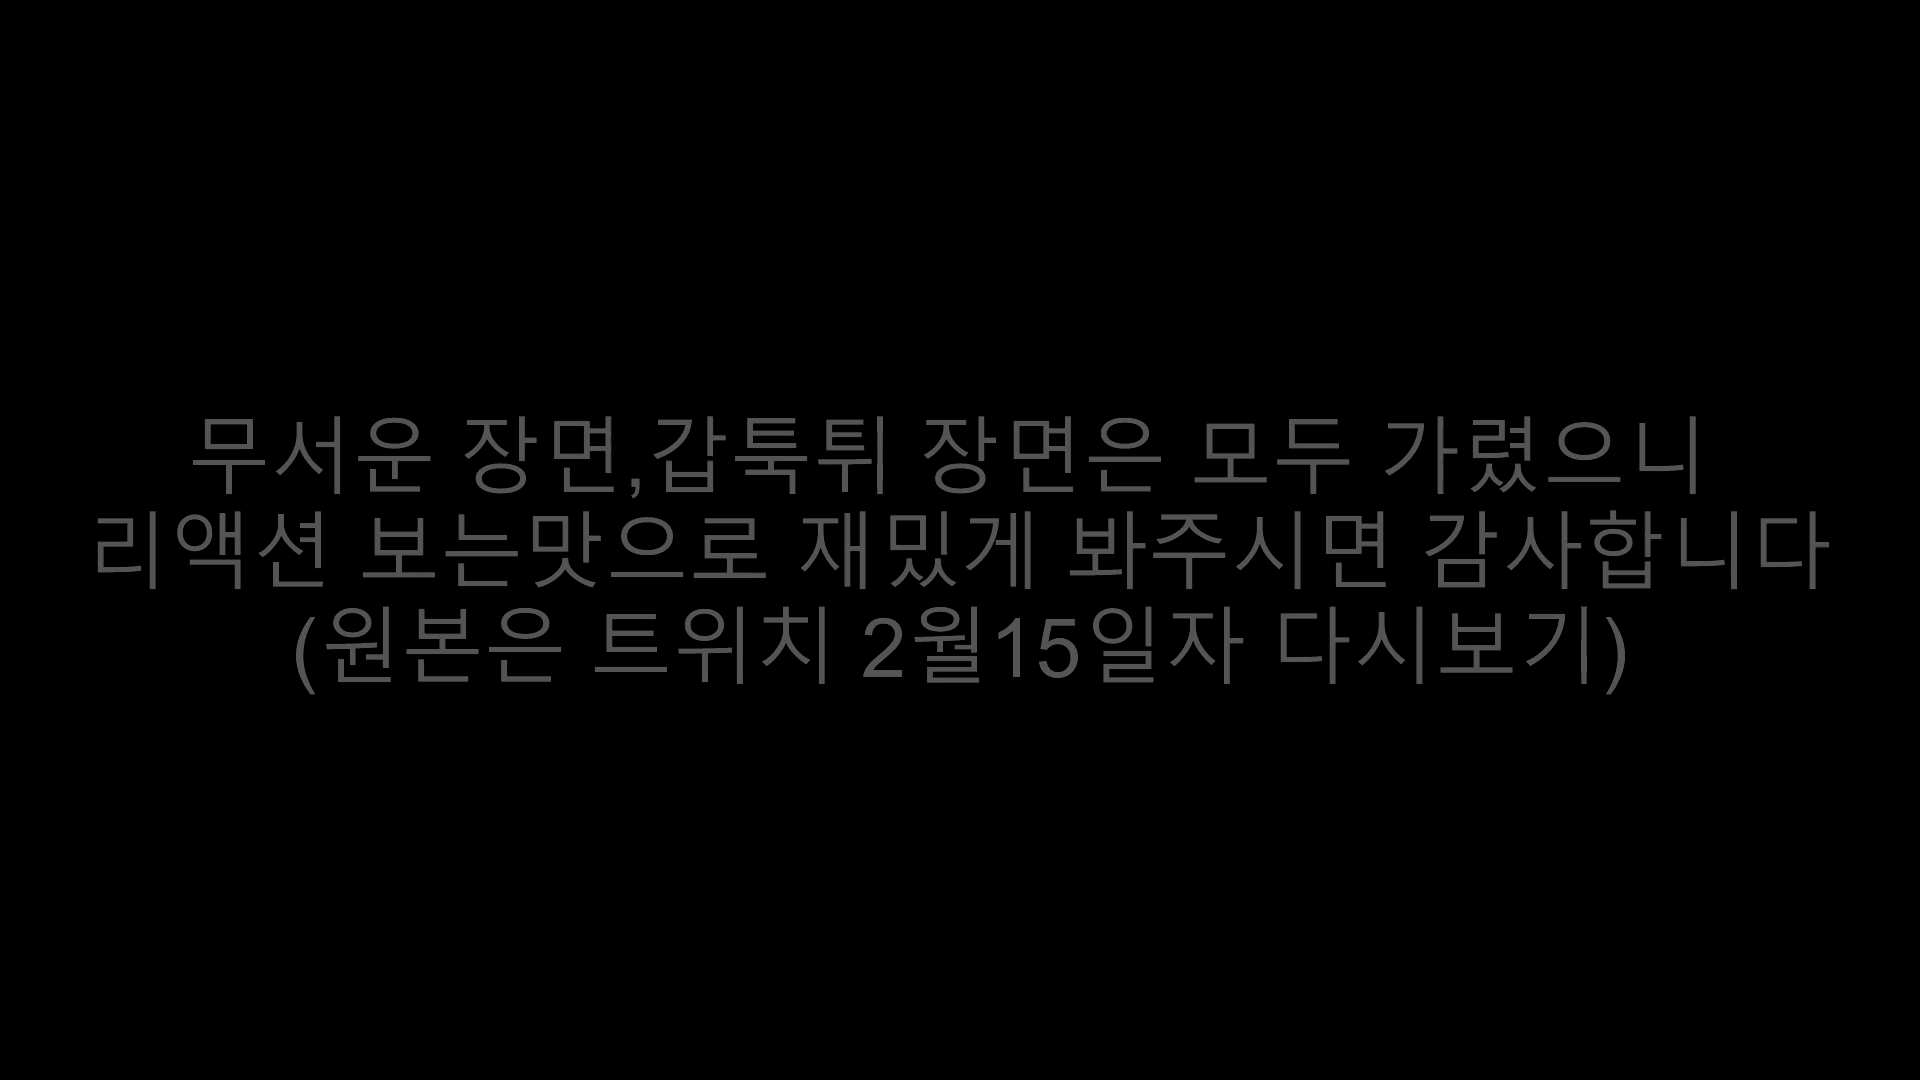 무서운 장면,갑툭튀 장면은 모두 가렸으니
리액션 보는맛으로 재밌게 봐주시면 감사합니다
(원본은 트위치 2월15일자 다시보기)